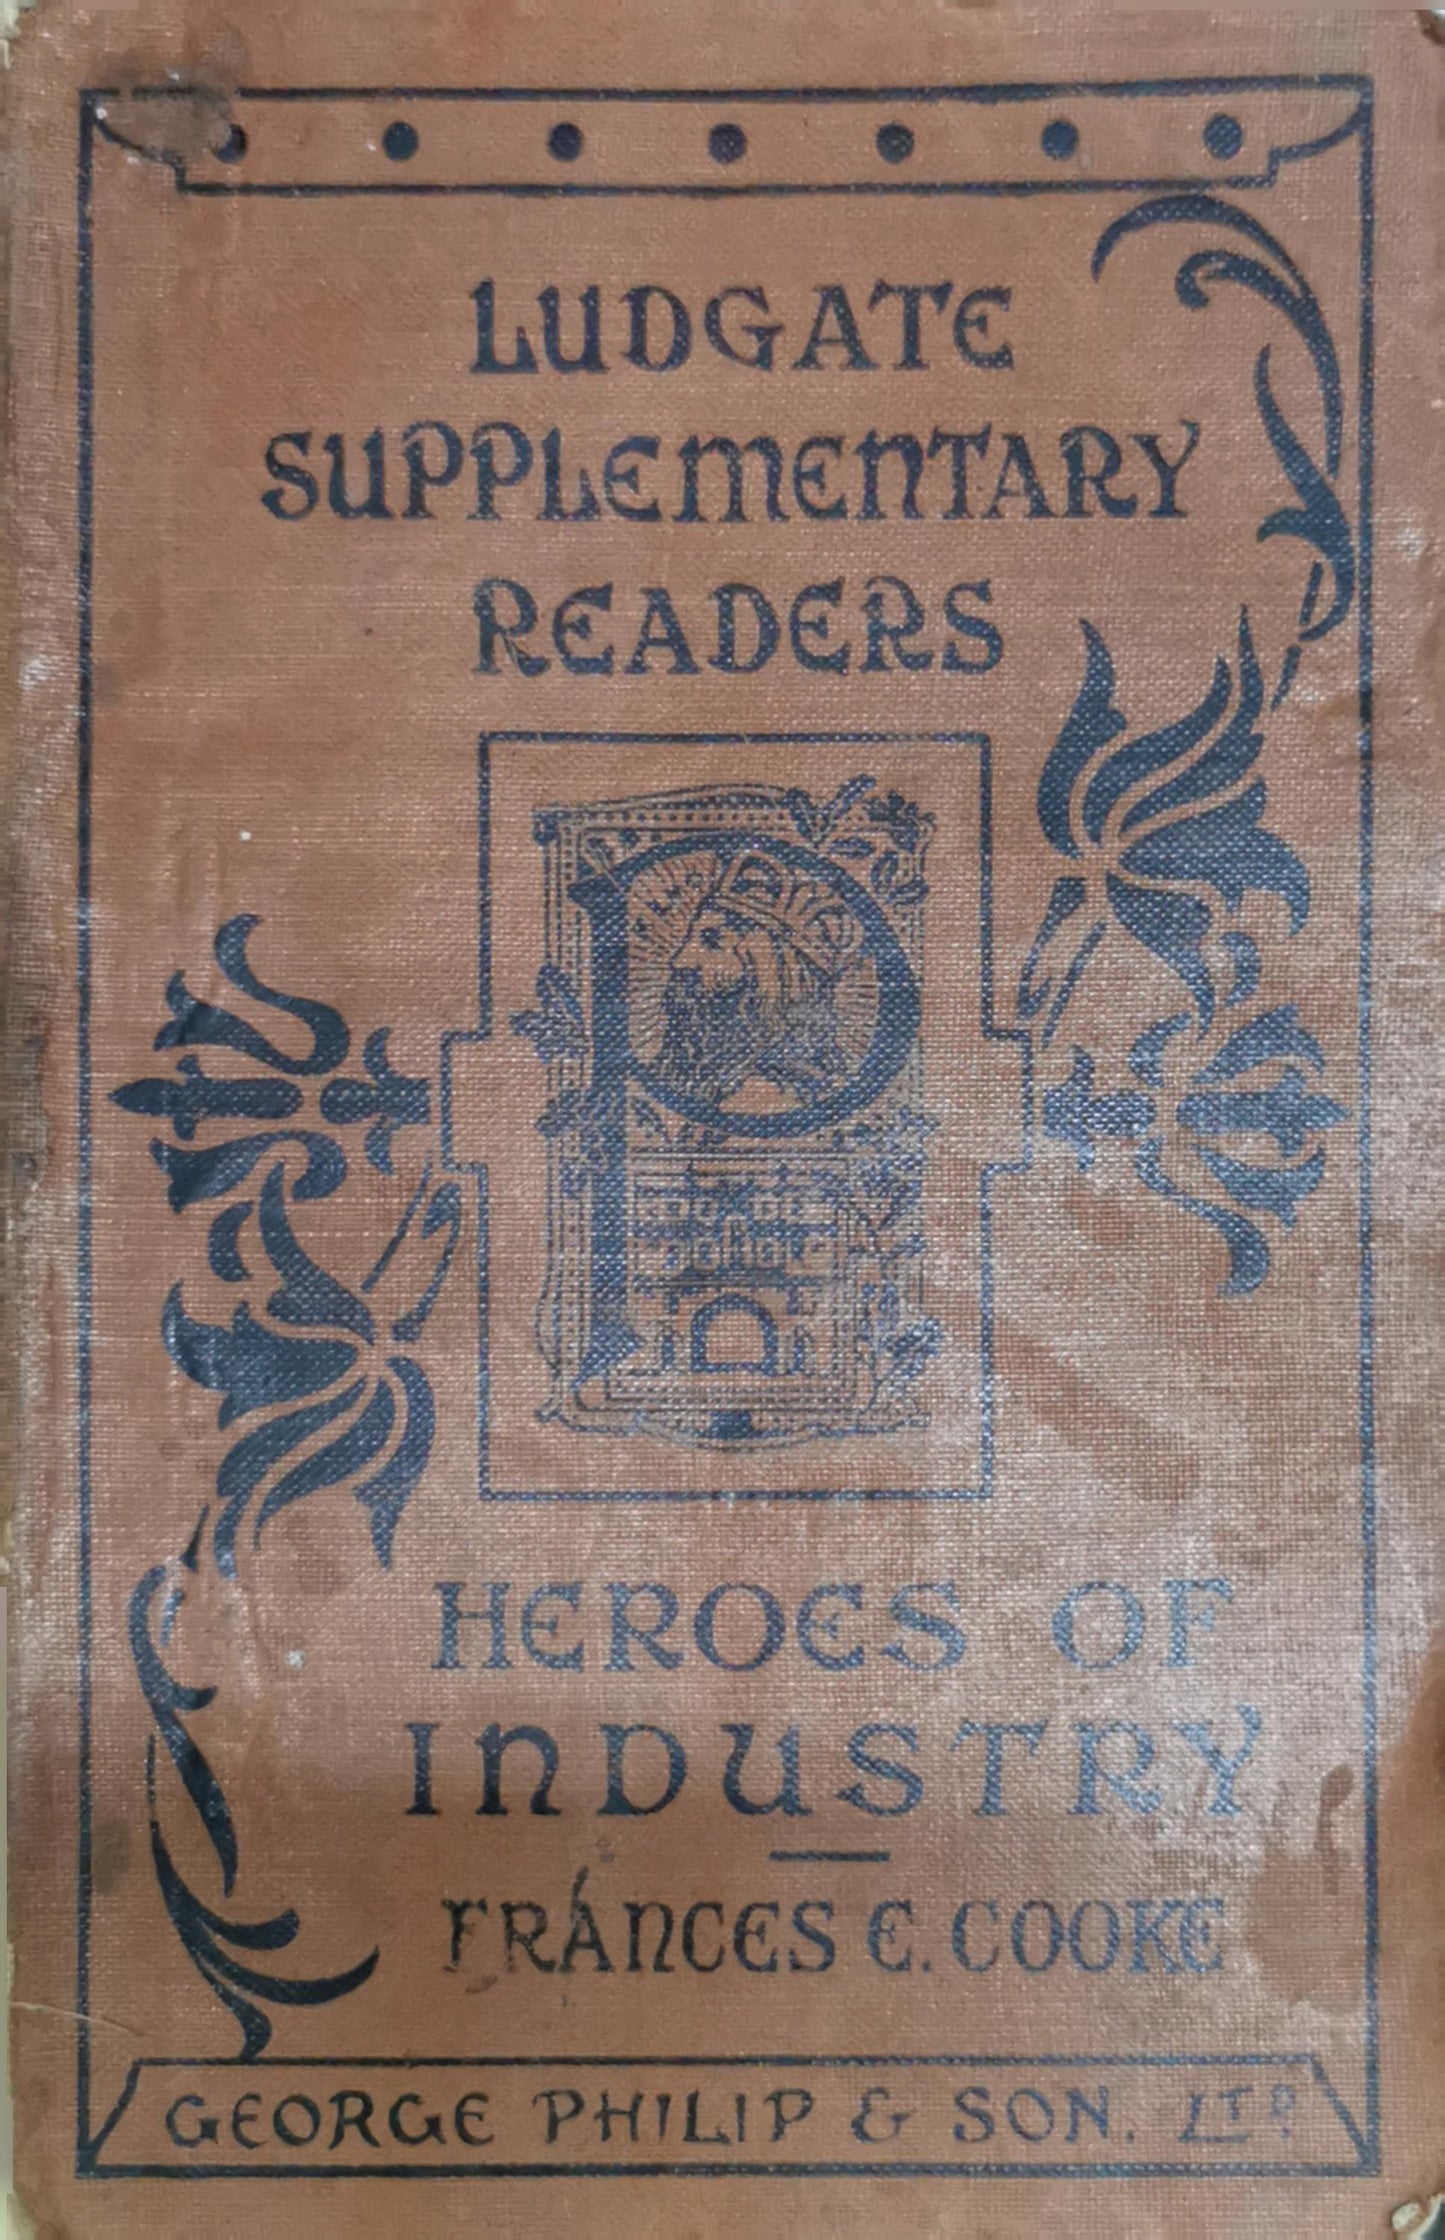 LUDGATE
SUPPLEMENTARY
READERS
HEROES OF
INDUSTRY
FRANCES E. COOKE
GEORGE PHILIP & SON. LTD